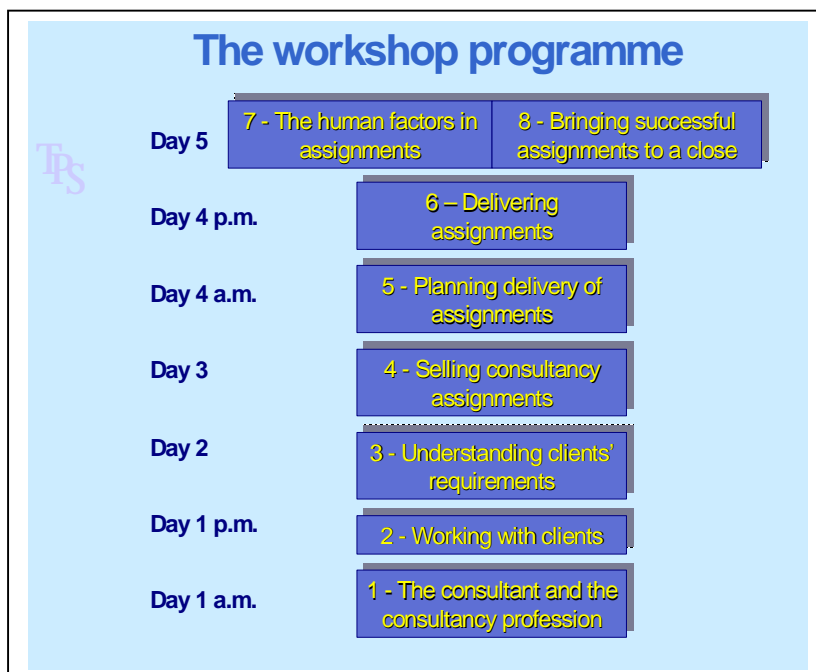 The workshop programme
TPS
Day 5
7 - The human factors in
assignments
8 - Bringing successful
assignments to a close
Day 4 p.m.
6 – Delivering
assignments
Day 4 a.m.
5 - Planning delivery of
assignments
Day 3
4 - Selling consultancy
assignments
Day 2
3 - Understanding clients’
requirements
Day 1 p.m.
2 - Working with clients
Day 1 a.m.
1 - The consultant and the
consultancy profession